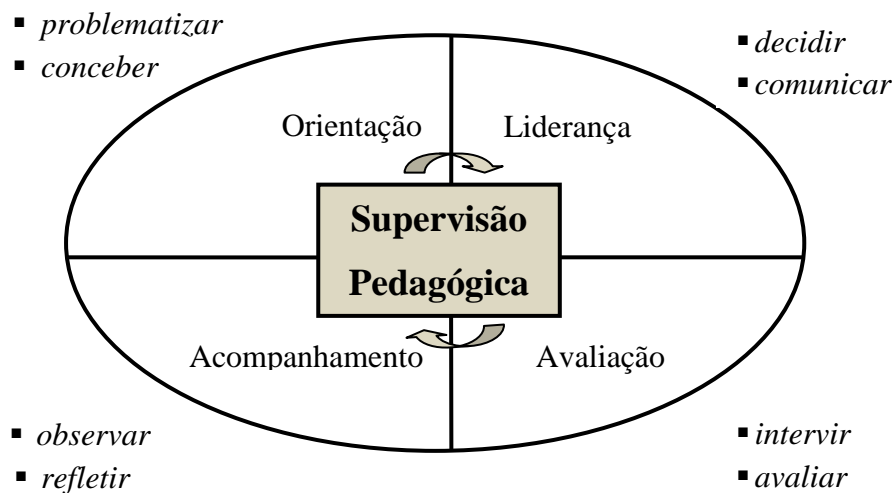 ▪ problematizar
▪ conceber
▪ decidir
▪ comunicar
Orientação
Liderança
Supervisão
Pedagógica
Acompanhamento
Avaliação
▪ observar
▪ refletir
▪ intervir
▪ avaliar